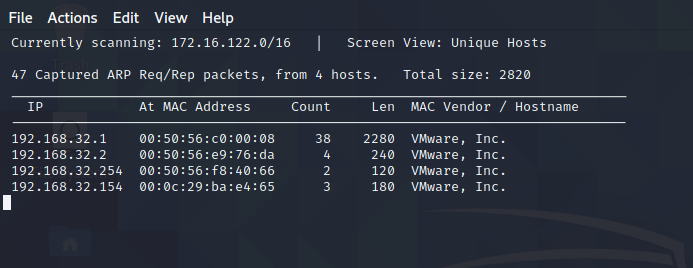 File Actions Edit View Help
Currently scanning: 172.16.122.0/16 | Screen View: Unique Hosts
47 Captured ARP Req/Rep packets, from 4 hosts. Total size: 2820
IP At MAC Address Count Len MAC Vendor / Hostname
192.168.32.1 00:50:56:c0:00:08 38 2280 VMware, Inc.
192.168.32.2 00:50:56:e9:76:da 4 240 VMware, Inc.
192.168.32.254 00:50:56:f8:40:66 2 120 VMware, Inc.
192.168.32.154 00:0c:29:ba:e4:65 3 180 VMware, Inc.